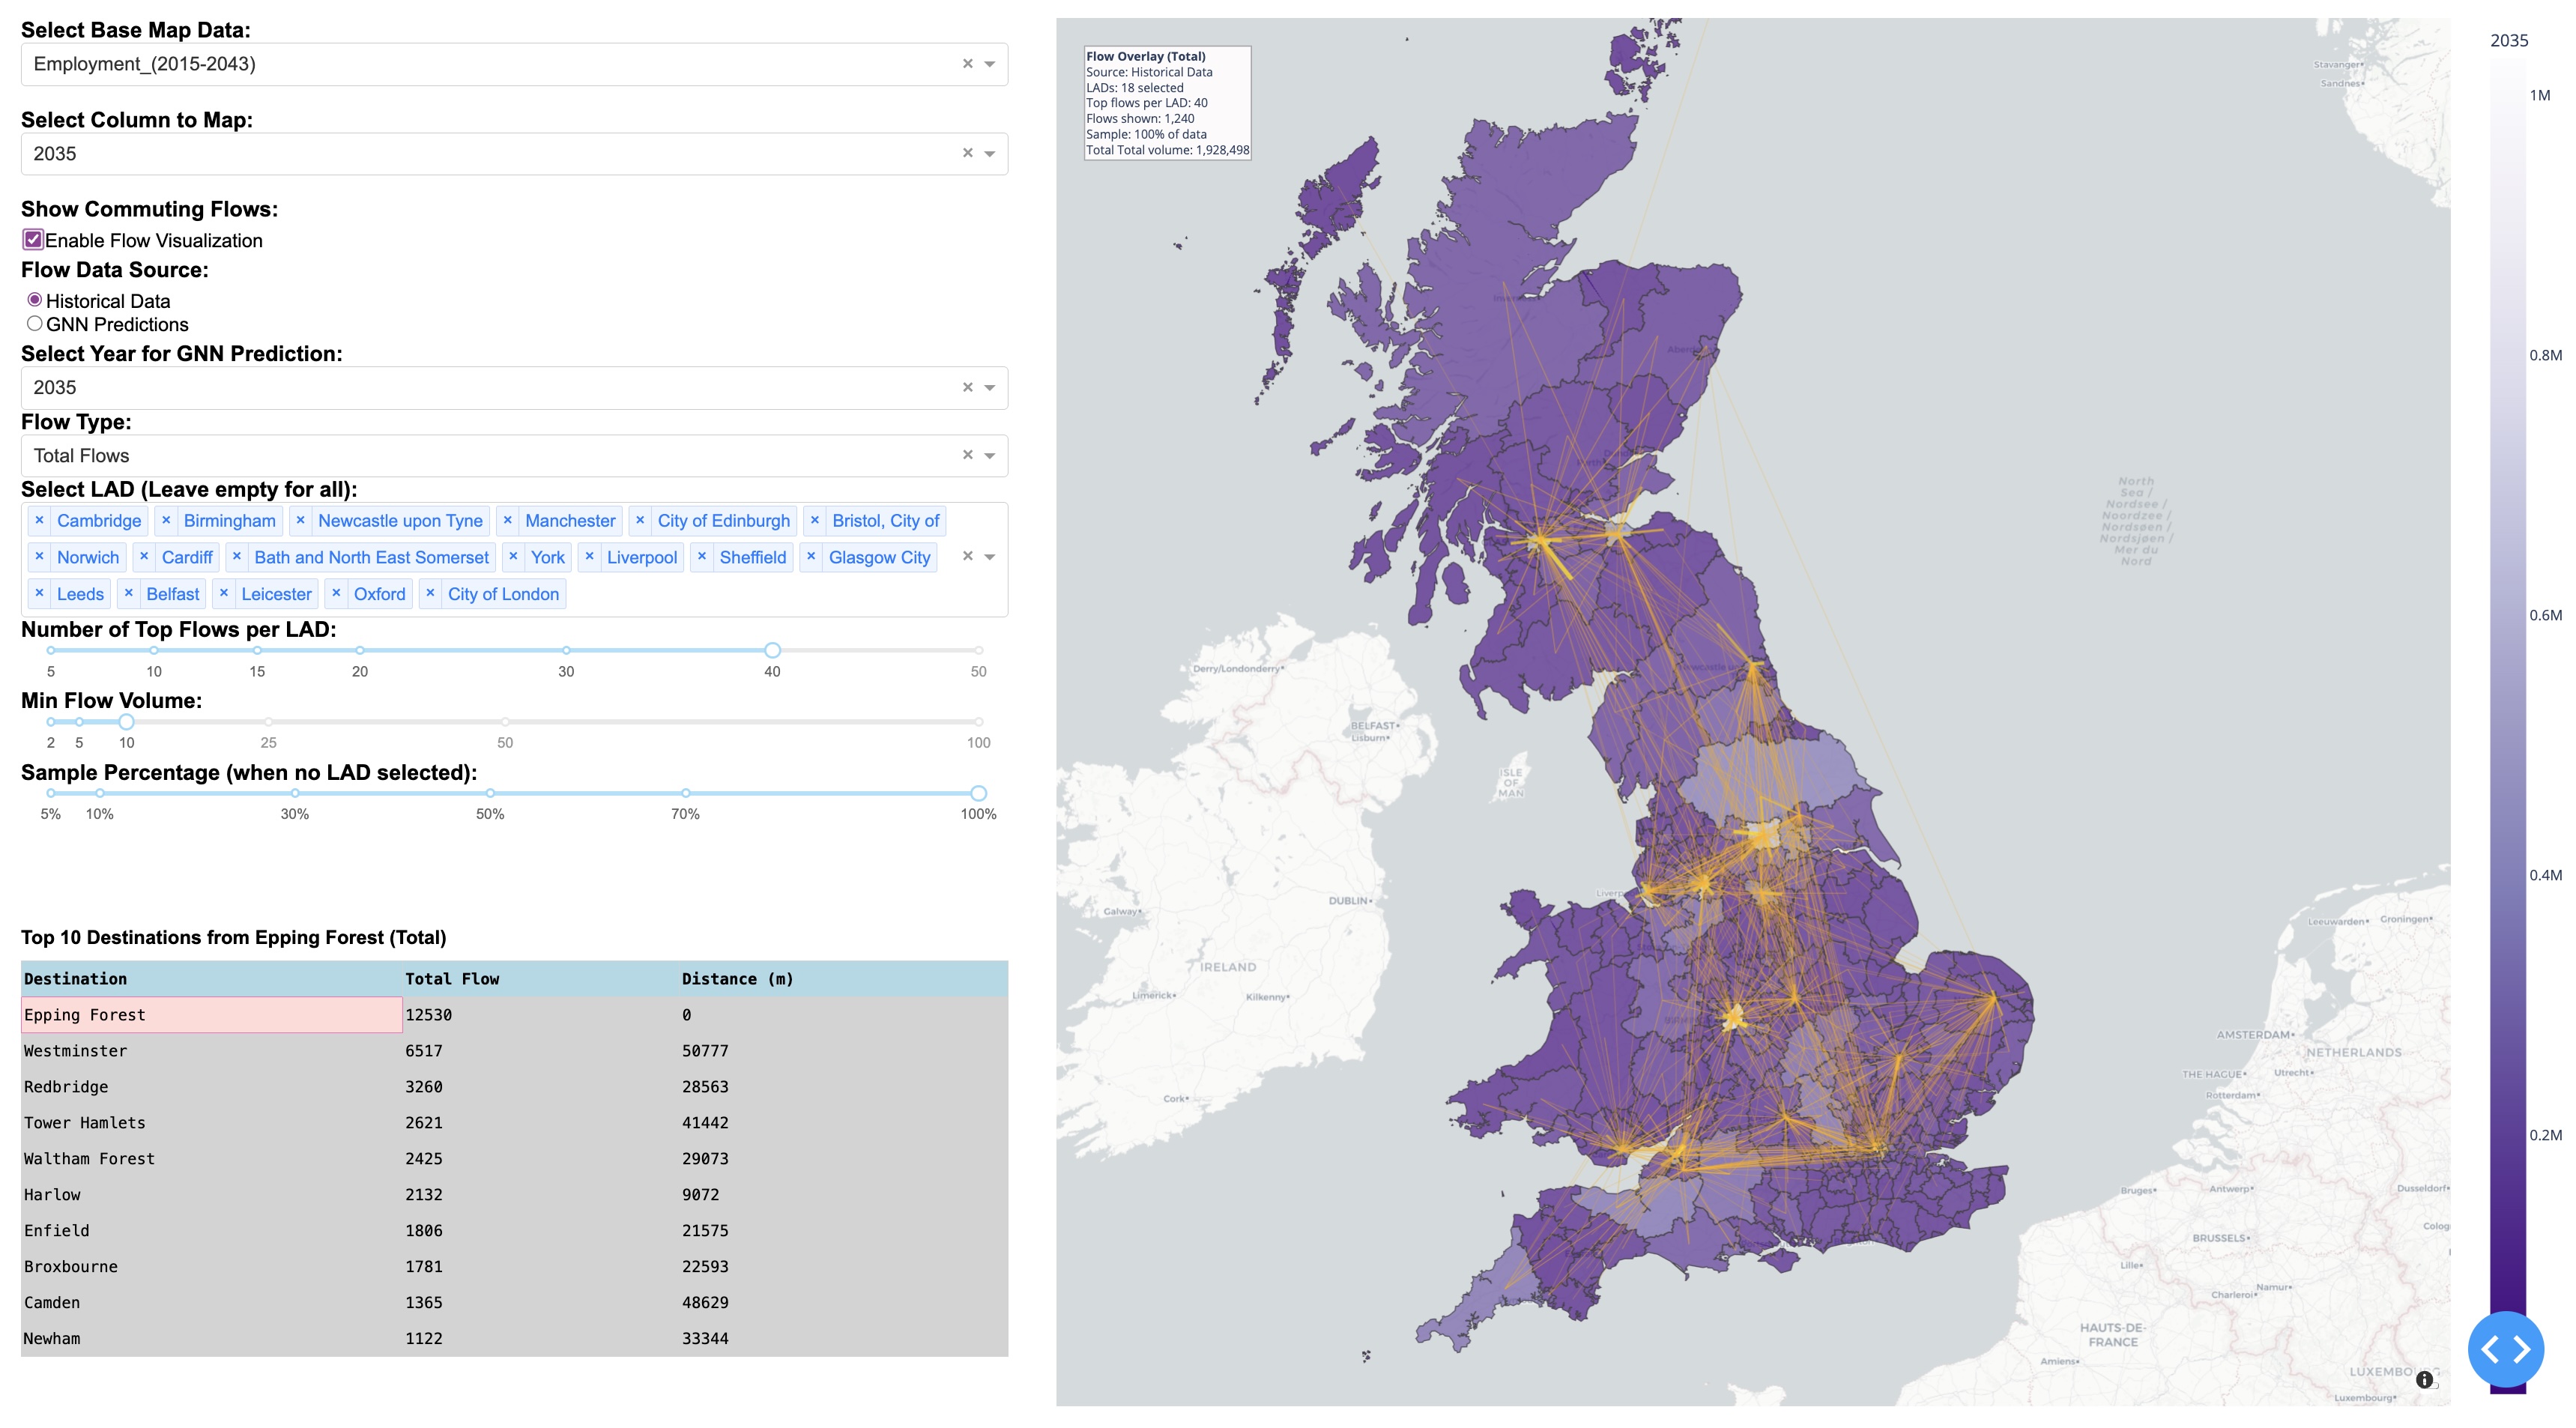 Select Base Map Data:
Employment_(2015-2043)
Select Column to Map:
2035
Show Commuting Flows:
Enable Flow Visualization
Flow Data Source:
Historical Data
GNN Predictions
Select Year for GNN Prediction:
2035
Flow Type:
Total Flows
Select LAD (Leave empty for all):
× Cambridge × Birmingham × Newcastle upon Tyne × Manchester × City of Edinburgh × Bristol, City of
× Norwich × Cardiff × Bath and North East Somerset × York × Liverpool × Sheffield × Glasgow City
× Leeds × Belfast × Leicester × Oxford × City of London
Number of Top Flows per LAD:
5 10 15 20 30 40 50
Min Flow Volume:
2 5 10 25 50 100
Sample Percentage (when no LAD selected):
5% 10% 30% 50% 70% 100%
Top 10 Destinations from Epping Forest (Total)
Destination Total Flow Distance (m)
Epping Forest 12530 0
Westminster 6517 50777
Redbridge 3260 28563
Tower Hamlets 2621 41442
Waltham Forest 2425 29073
Harlow 2132 9072
Enfield 1806 21575
Broxbourne 1781 22593
Camden 1365 48629
Newham 1122 33344
Flow Overlay (Total)
Source: Historical Data
LADs: 18 selected
Top flows per LAD: 40
Flows shown: 1,240
Sample: 100% of data
Total Total volume: 1,928,498
Stavanger
Sandnes
North
Sea /
Nordsee /
Noordzee /
Nordsøen /
Nordsjøen /
Mer du
Nord
Derry/Londonderry
BELFAST
Lisburn
ISLE
OF
MAN
DUBLIN
Galway
IRELAND
Limerick
Kilkenny
Cork
Leeuwarden
Groningen
AMSTERDAM
NETHERLANDS
THE HAGUE
Utrecht
Rotterdam
Bruges
Antwerp
Dusseldorf
Colog
BRUSSELS
Lille
Namur
Charleroi
HAUTS-DE-
FRANCE
Amiens
Luxembourg
2035
1M
0.8M
0.6M
0.4M
0.2M